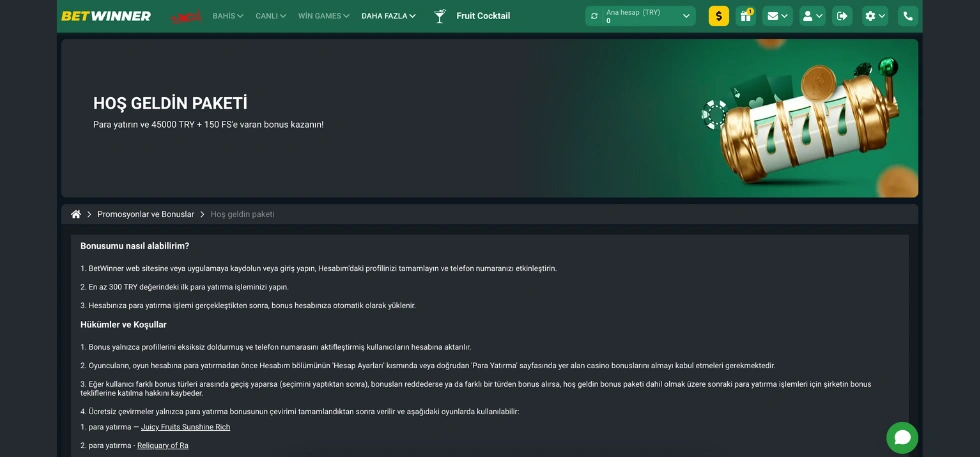 BETWINNER BAHİS CANLI WİN GAMES DAHA FAZLA Fruit Cocktail Ana hesap (TRY) $ 1
0
HOŞ GELDİN PAKETİ
Para yatırın ve 45000 TRY + 150 FS'e varan bonus kazanın!
Promosyonlar ve Bonuslar Hoş geldin paketi
Bonusumu nasıl alabilirim?
1. BetWinner web sitesine veya uygulamaya kaydolun veya giriş yapın, Hesabım'daki profilinizi tamamlayın ve telefon numaranızı etkinleştirin.
2. En az 300 TRY değerindeki ilk para yatırma işleminizi yapın.
3. Hesabınıza para yatırma işlemi gerçekleştikten sonra, bonus hesabınıza otomatik olarak yüklenir.
Hükümler ve Koşullar
1. Bonus yalnızca profillerini eksiksiz doldurmuş ve telefon numarasını aktifleştirmiş kullanıcıların hesabına aktarılır.
2. Oyuncuların, oyun hesabına para yatırmadan önce Hesabım bölümünün 'Hesap Ayarları' kısmında veya doğrudan 'Para Yatırma' sayfasında yer alan casino bonuslarını almayı kabul etmeleri gerekmektedir.
3. Eğer kullanıcı farklı bonus türleri arasında geçiş yaparsa (seçimini yaptıktan sonra), bonusları reddederse ya da farklı bir türden bonus alırsa, hoş geldin bonus paketi dahil olmak üzere sonraki para yatırma işlemleri için şirketin bonus
tekliflerine katılma hakkını kaybeder.
4. Ücretsiz çevirmeler yalnızca para yatırma bonusunun çevirimi tamamlandıktan sonra verilir ve aşağıdaki oyunlarda kullanılabilir:
1. para yatırma — Juicy Fruits Sunshine Rich
2. para yatırma - Reliquary of Ra